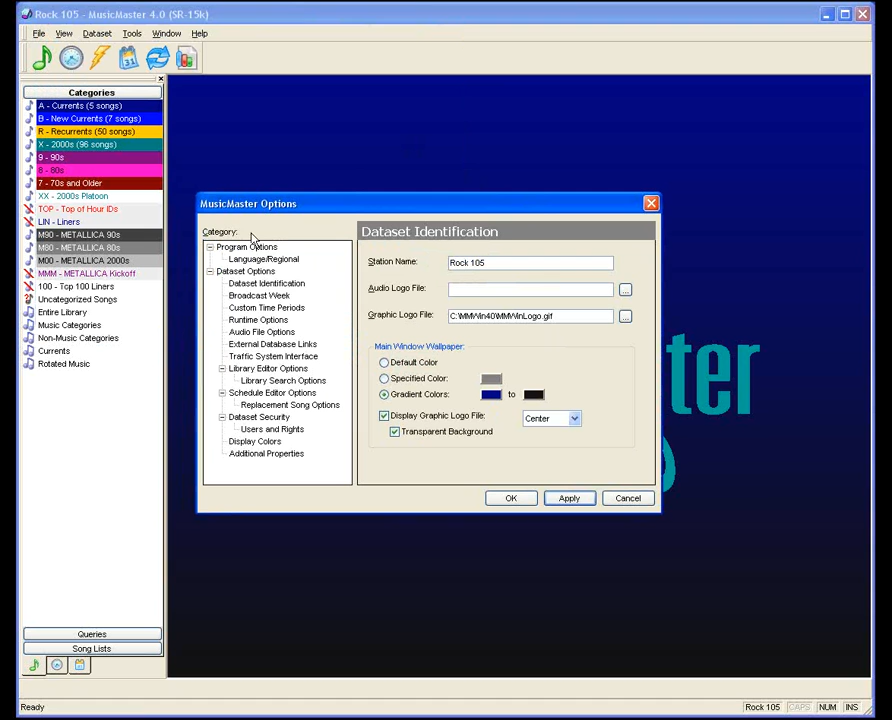 Rock 105 - MusicMaster 4.0 (SR-15k)
File View Dataset Tools Window Help
31
Categories
A - Currents (5 songs)
B - New Currents (7 songs)
R - Recurrents (50 songs)
X - 2000s (96 songs)
9 - 90s
8 - 80s
7 - 70s and Older
XX - 2000s Platoon
TOP - Top of Hour IDs
LIN - Liners
M90 - METALLICA 90s
M80 - METALLICA 80s
M00 - METALLICA 2000s
MMM - METALLICA Kickoff
100 - Top 100 Liners
Uncategorized Songs
Entire Library
Music Categories
Non-Music Categories
Currents
Rotated Music
Queries
Song Lists
MusicMaster Options
Category:
Program Options
Language/Regional
Dataset Options
Dataset Identification
Broadcast Week
Custom Time Periods
Runtime Options
Audio File Options
External Database Links
Traffic System Interface
Library Editor Options
Library Search Options
Schedule Editor Options
Replacement Song Options
Dataset Security
Users and Rights
Display Colors
Additional Properties
Dataset Identification
Station Name: Rock 105
Audio Logo File: ...
Graphic Logo File: C:\MMWin40\MMWinLogo.gif ...
Main Window Wallpaper:
Default Color
Specified Color:
Gradient Colors: to
Display Graphic Logo File: Center
Transparent Background
OK Apply Cancel
ter
Ready
Rock 105 CAPS NUM INS